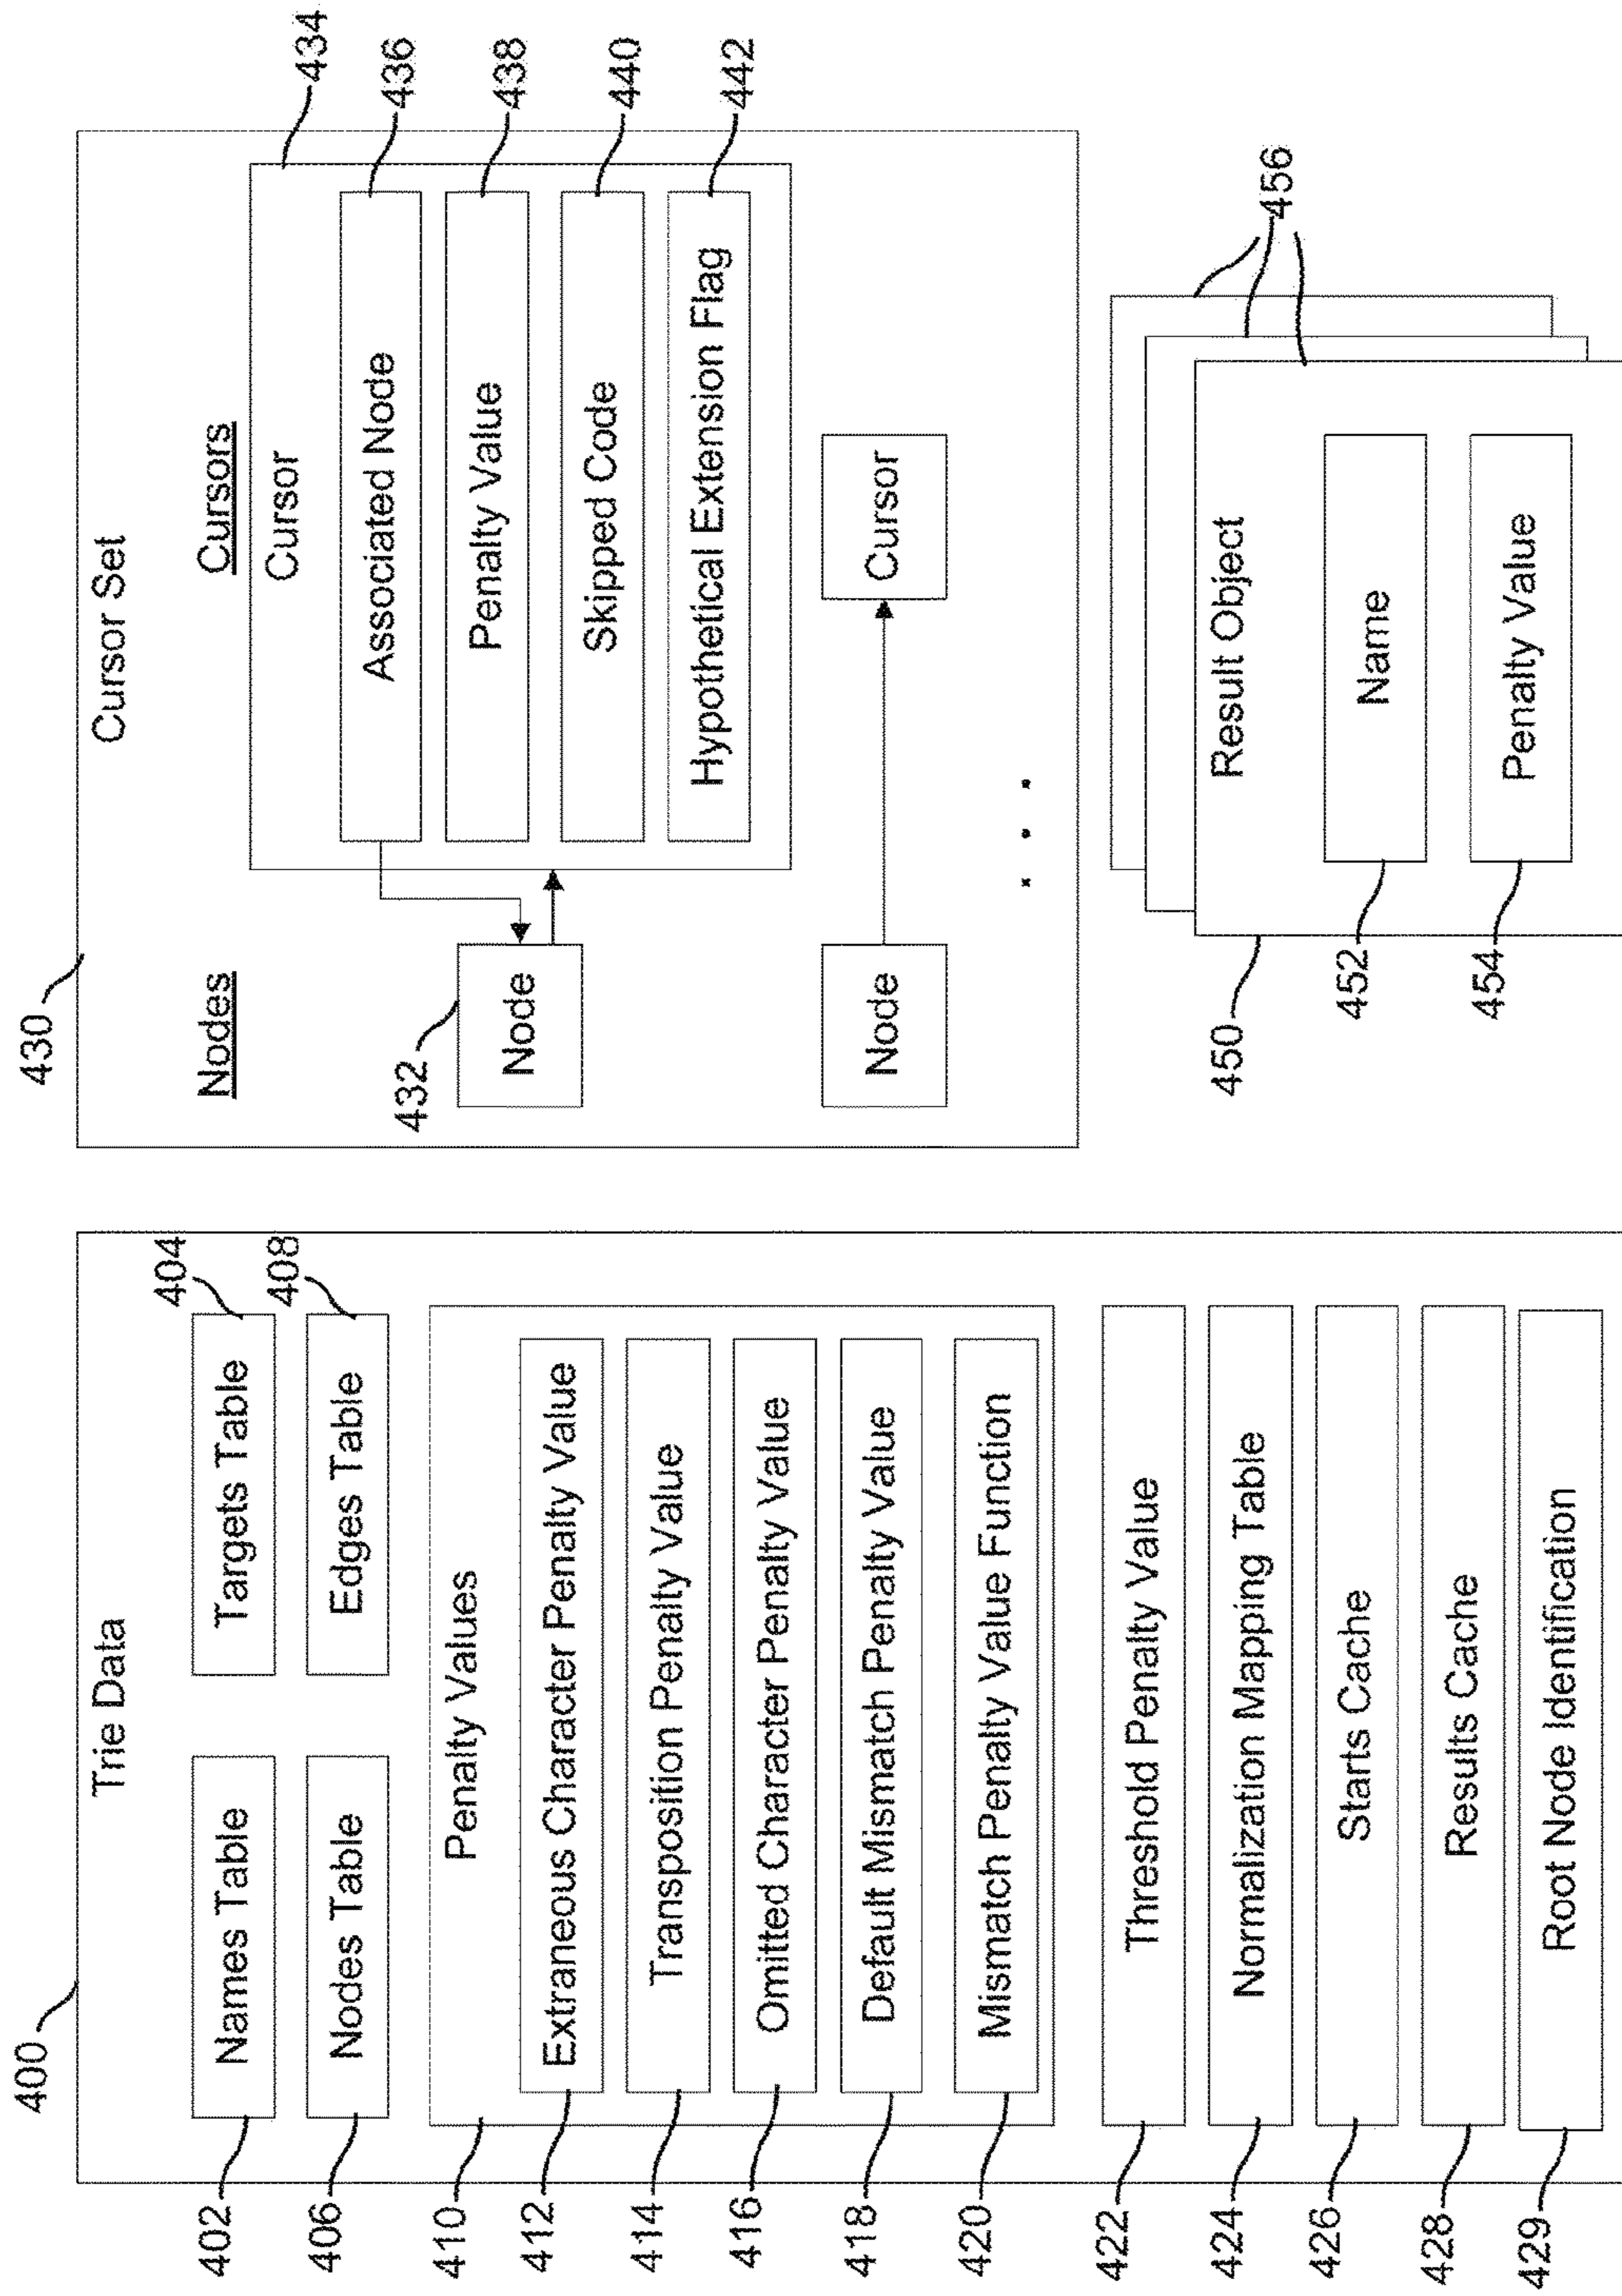 400
Trie Data
402
Names Table
Targets Table
404
406
Nodes Table
Edges Table
408
410
Penalty Values
412
Extraneous Character Penalty Value
414
Transposition Penalty Value
416
Omitted Character Penalty Value
418
Default Mismatch Penalty Value
420
Mismatch Penalty Value Function
422
Threshold Penalty Value
424
Normalization Mapping Table
426
Starts Cache
428
Results Cache
429
Root Node Identification
430
Cursor Set
Nodes
Cursors
434
Cursor
432
Node
Associated Node
436
Penalty Value
438
Skipped Code
440
Hypothetical Extension Flag
442
Node
Cursor
. . .
456
450
Result Object
452
Name
454
Penalty Value